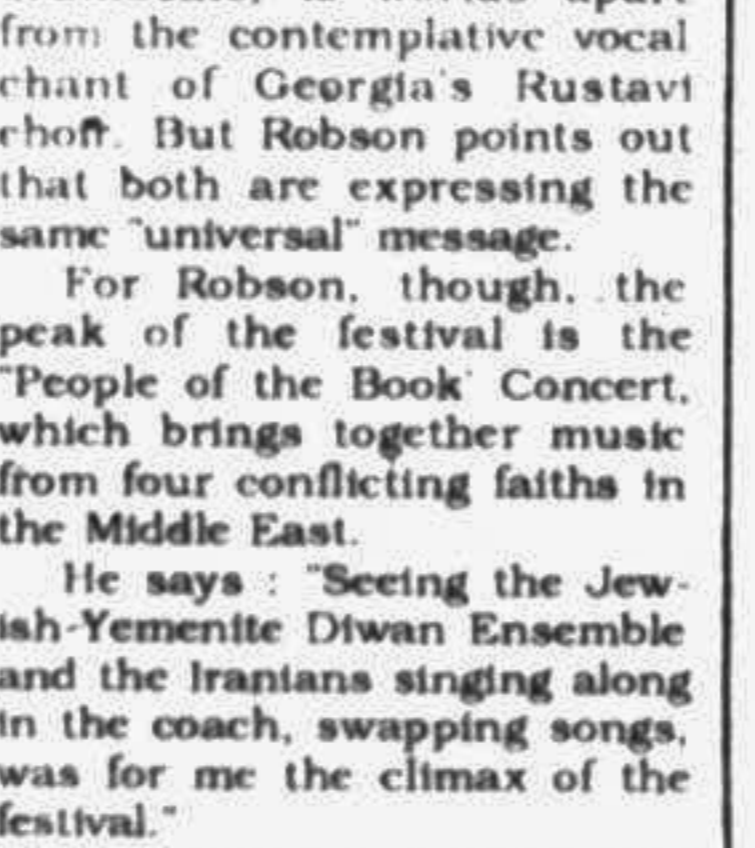 from the contemplative vocal
chant of Georgia's Rustavi
choir. But Robson points out
that both are expressing the
same "universal" message.
For Robson, though, the
peak of the festival is the
"People of the Book' Concert,
which brings together music
from four conflicting faiths in
the Middle East.
He says : "Seeing the Jew-
ish-Yemenite Diwan Ensemble
and the Iranians singing along
in the coach, swapping songs,
was for me the climax of the
festival."